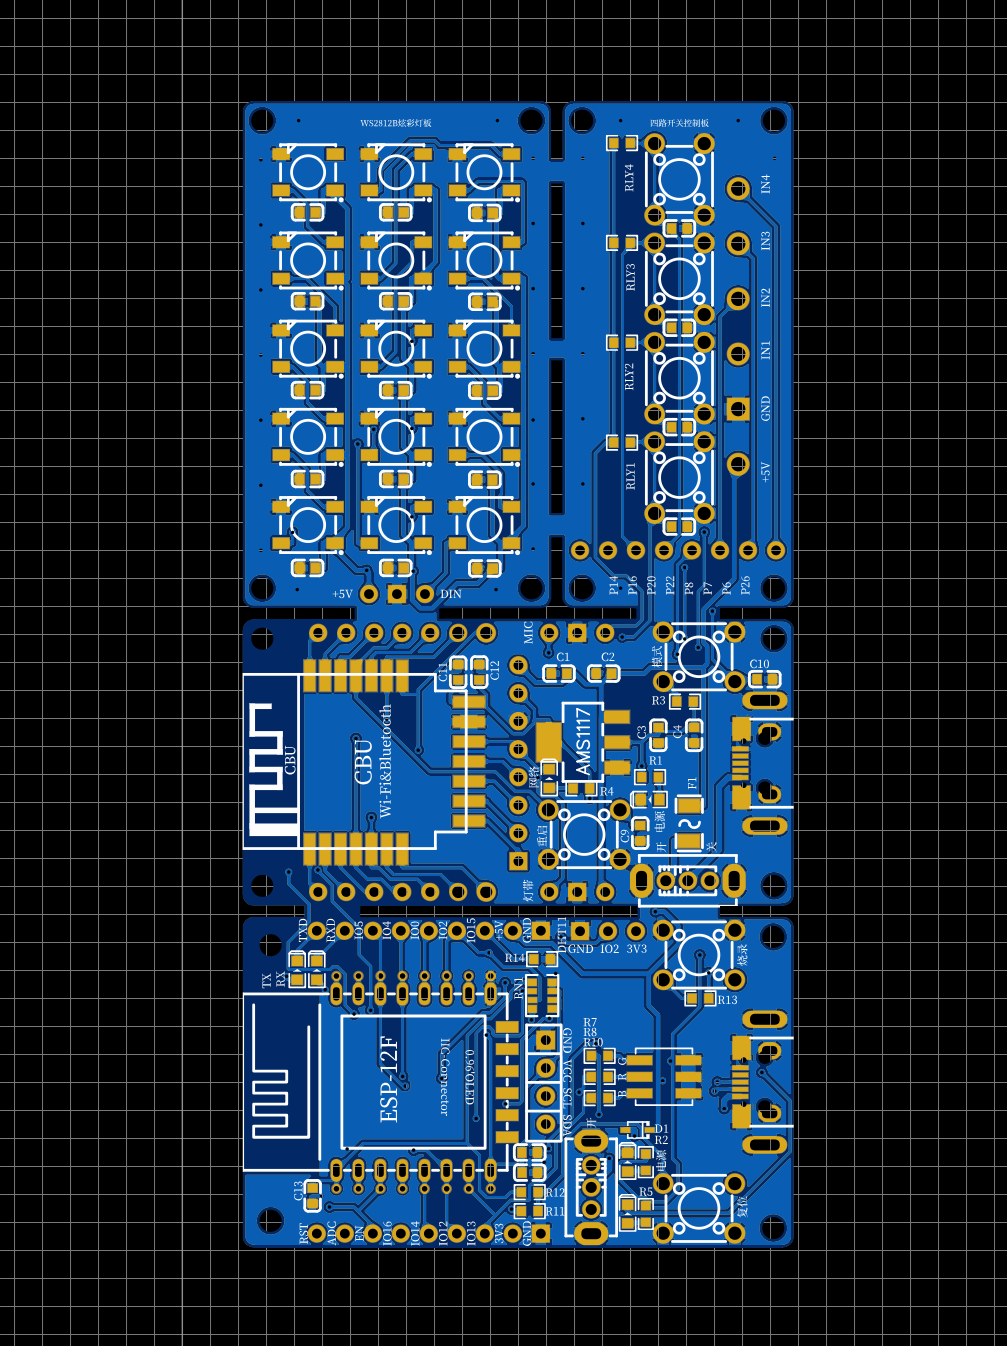 WS2812B炫彩灯板
四路开关控制板
RLY4
IN4
IN3
RLY3
IN2
IN1
RLY2
GND
RLY1
+5V
P14
P16
P20
P22
P8
P7
P6
P26
+5V
DIN
MIC
C1
C2
模式
C10
C11
C12
R3
C3
C4
AMS1117
CBU
CBU
Wi-Fi&Bluetocth
R1
网络
R4
F1
电源
C9
重启
开
关
灯带
TXD
RXD
IO5
IO4
IO0
IO2
IO15
+5V
GND
DHT11
GND
IO2
3V3
烧录
TX
RX
R14
RN1
R13
R7
R8
R10
G
R
B
GND
VCC
SCL
SDA
ESP-12F
IIC-Connector
0.96OLED
开
D1
R2
电源
C13
R12
R11
R5
复位
RST
ADC
EN
IO16
IO14
IO12
IO13
3V3
GND